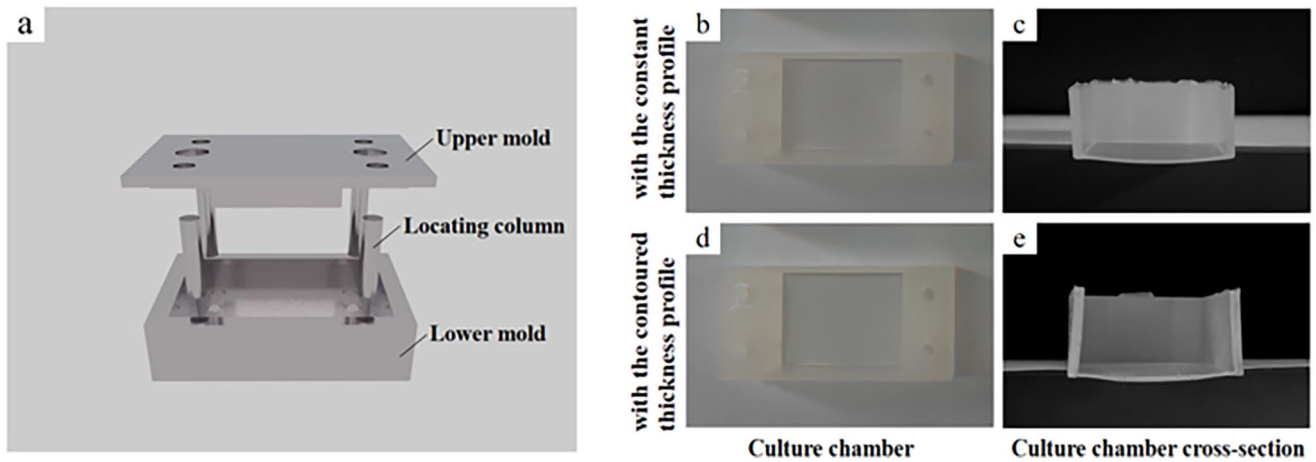 a
Upper mold
Locating column
Lower mold
with the constant
thickness profile
b
c
with the contoured
thickness profile
d
e
Culture chamber
Culture chamber cross-section